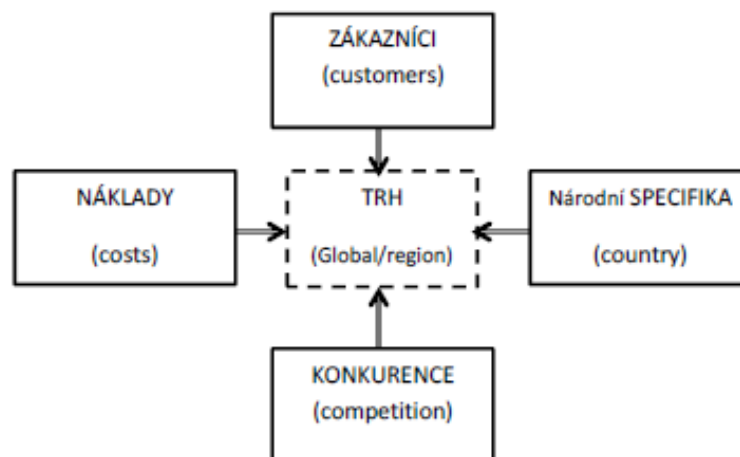 ZÁKAZNÍCI
(customers)
NÁKLADY
(costs)
TRH
(Global/region)
Národní SPECIFIKA
(country)
KONKURENCE
(competition)